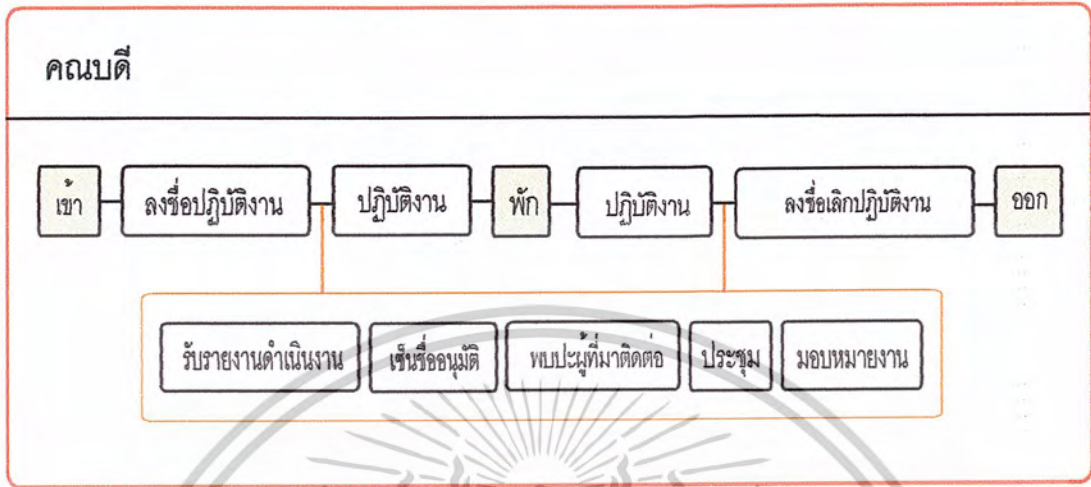 คณบดี
เข้า ลงชื่อปฏิบัติงาน ปฏิบัติงาน พัก ปฏิบัติงาน ลงชื่อเลิกปฏิบัติงาน ออก
รับรายงานดำเนินงาน เซ็นชื่ออนุมัติ พบปะผู้ที่มาติดต่อ ประชุม มอบหมายงาน